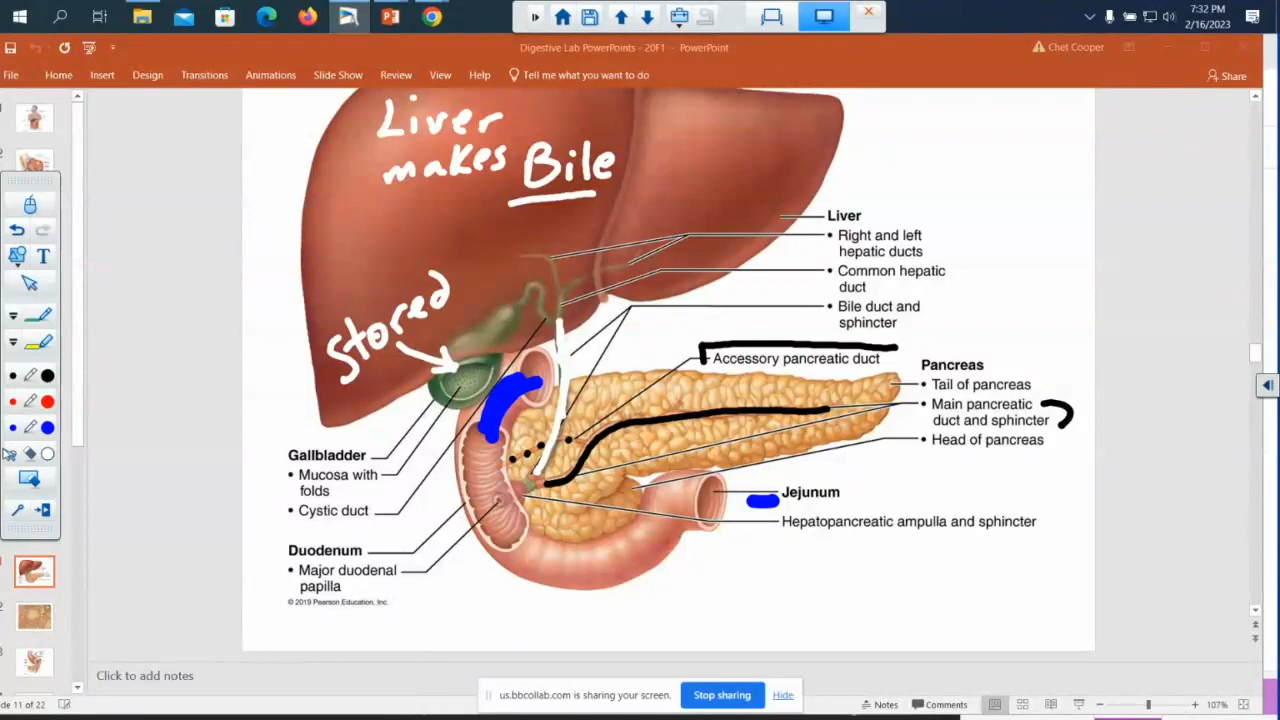 7:32 PM
2/16/2023
Digestive Lab PowerPoints - 20F1 – PowerPoint
Chet Cooper
File Home Insert Design Transitions Animations Slide Show Review View Help Tell me what you want to do Share
Liver
makes Bile
Stored
Liver
• Right and left
hepatic ducts
• Common hepatic
duct
• Bile duct and
sphincter
Accessory pancreatic duct
Pancreas
• Tail of pancreas
• Main pancreatic
duct and sphincter
• Head of pancreas
Gallbladder
• Mucosa with
folds
• Cystic duct
Jejunum
Hepatopancreatic ampulla and sphincter
Duodenum
• Major duodenal
papilla
© 2019 Pearson Education, Inc.
Click to add notes
us.bbcollab.com is sharing your screen. Stop sharing Hide
de 11 of 22
Notes Comments 107%